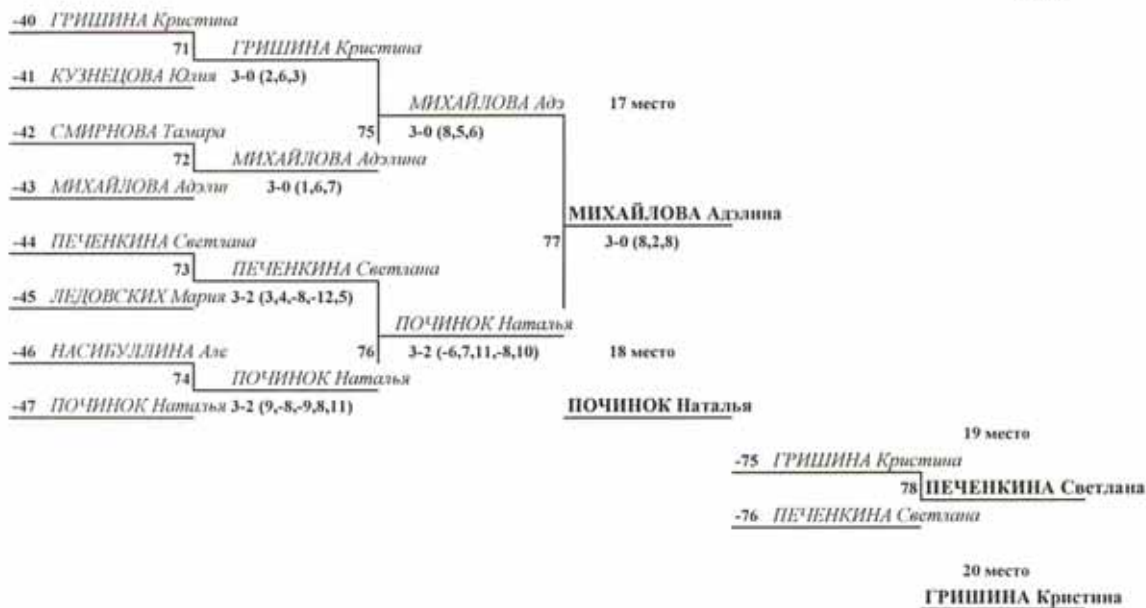 -40 ГРИШИНА Кристина
71 ГРИШИНА Кристина
-41 КУЗНЕЦОВА Юлия 3-0 (2,6,3)
МИХАЙЛОВА Адэ 17 место
-42 СМИРНОВА Тамара 75 3-0 (8,5,6)
72 МИХАЙЛОВА Адэлина
-43 МИХАЙЛОВА Адэлин 3-0 (1,6,7)
МИХАЙЛОВА Адэлина
-44 ПЕЧЕНКИНА Светлана 77 3-0 (8,2,8)
73 ПЕЧЕНКИНА Светлана
-45 ЛЕДОВСКИХ Мария 3-2 (3,4,-8,-12,5)
ПОЧИНОК Наталья
-46 НАСИБУЛЛИНА Але 76 3-2 (-6,7,11,-8,10) 18 место
74 ПОЧИНОК Наталья
-47 ПОЧИНОК Наталья 3-2 (9,-8,-9,8,11) ПОЧИНОК Наталья
19 место
-75 ГРИШИНА Кристина
78 ПЕЧЕНКИНА Светлана
-76 ПЕЧЕНКИНА Светлана
20 место
ГРИШИНА Кристина